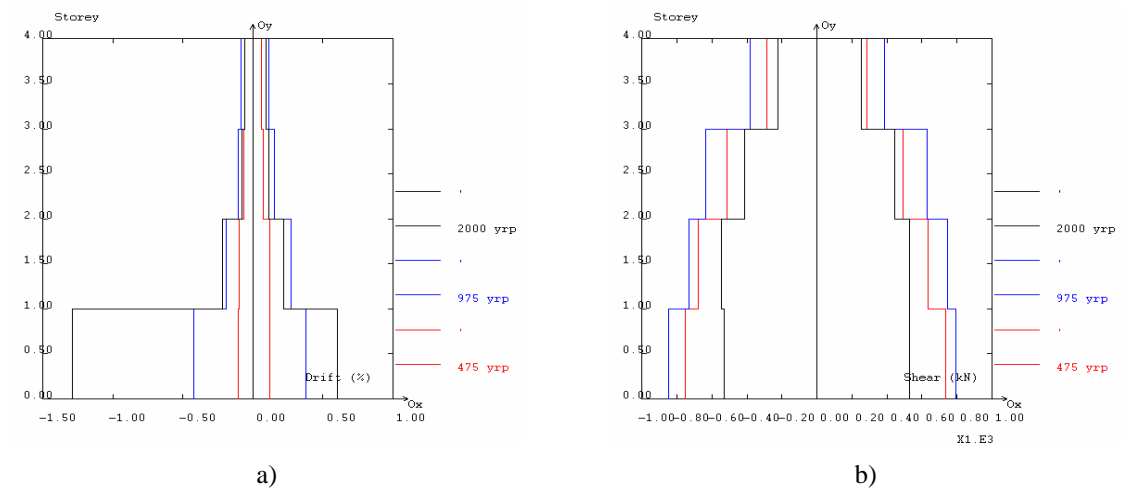 Storey
Oy
4.00
3.50
3.00
2.50
2.00
1.50
1.00
0.50
0.00
-1.50 -1.00 -0.50 0.00 0.50 1.00
Drift (%)
Ox
'
2000 yrp
'
975 yrp
'
475 yrp
a)
Storey
Oy
4.00
3.50
3.00
2.50
2.00
1.50
1.00
0.50
0.00
-1.00 -0.80 -0.60 -0.40 -0.20 0.00 0.20 0.40 0.60 0.80 1.00
X1.E3
Shear (kN)
Ox
'
2000 yrp
'
975 yrp
'
475 yrp
b)